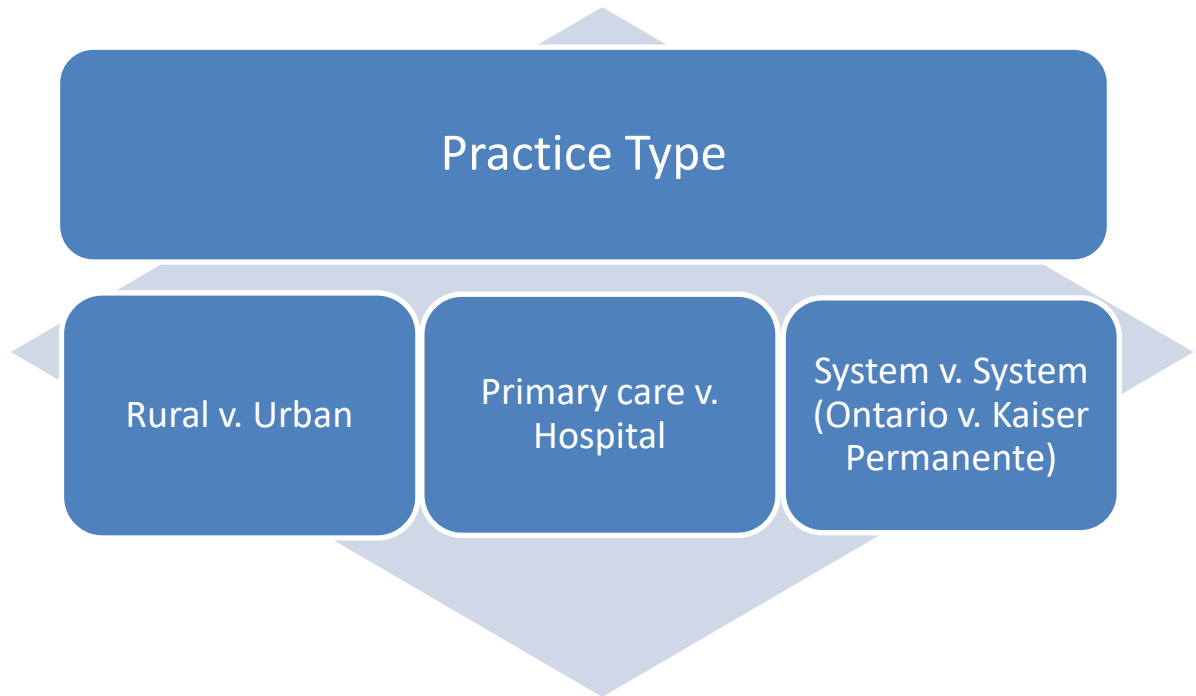 Practice Type
Rural v. Urban
Primary care v.
Hospital
System v. System
(Ontario v. Kaiser
Permanente)